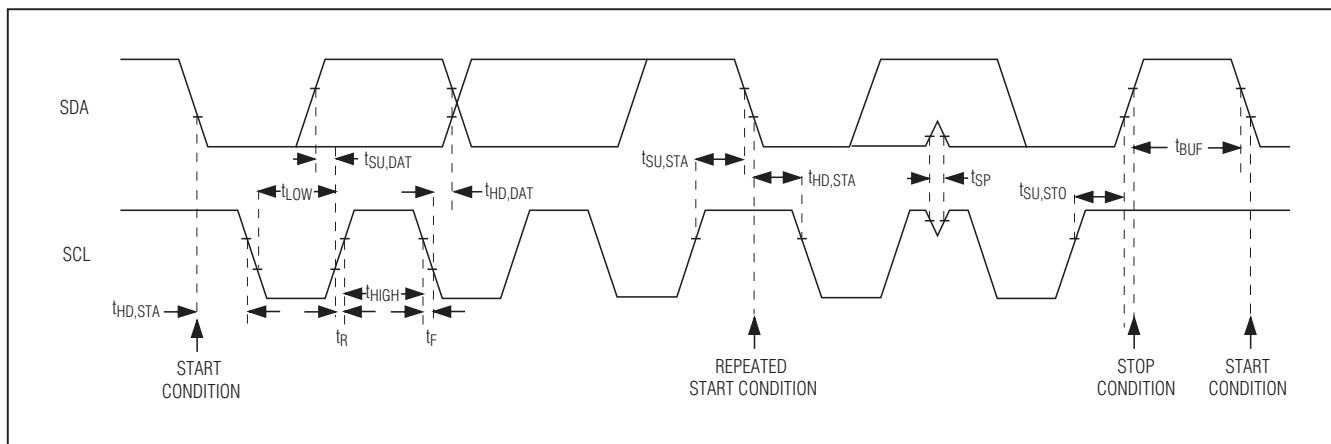 SDA
tSU,DAT
tLOW
tHD,DAT
tSU,STA
tHD,STA
tSP
tBUF
tSU,STO
SCL
tHD,STA
tHIGH
tR
tF
START
CONDITION
REPEATED
START CONDITION
STOP
CONDITION
START
CONDITION